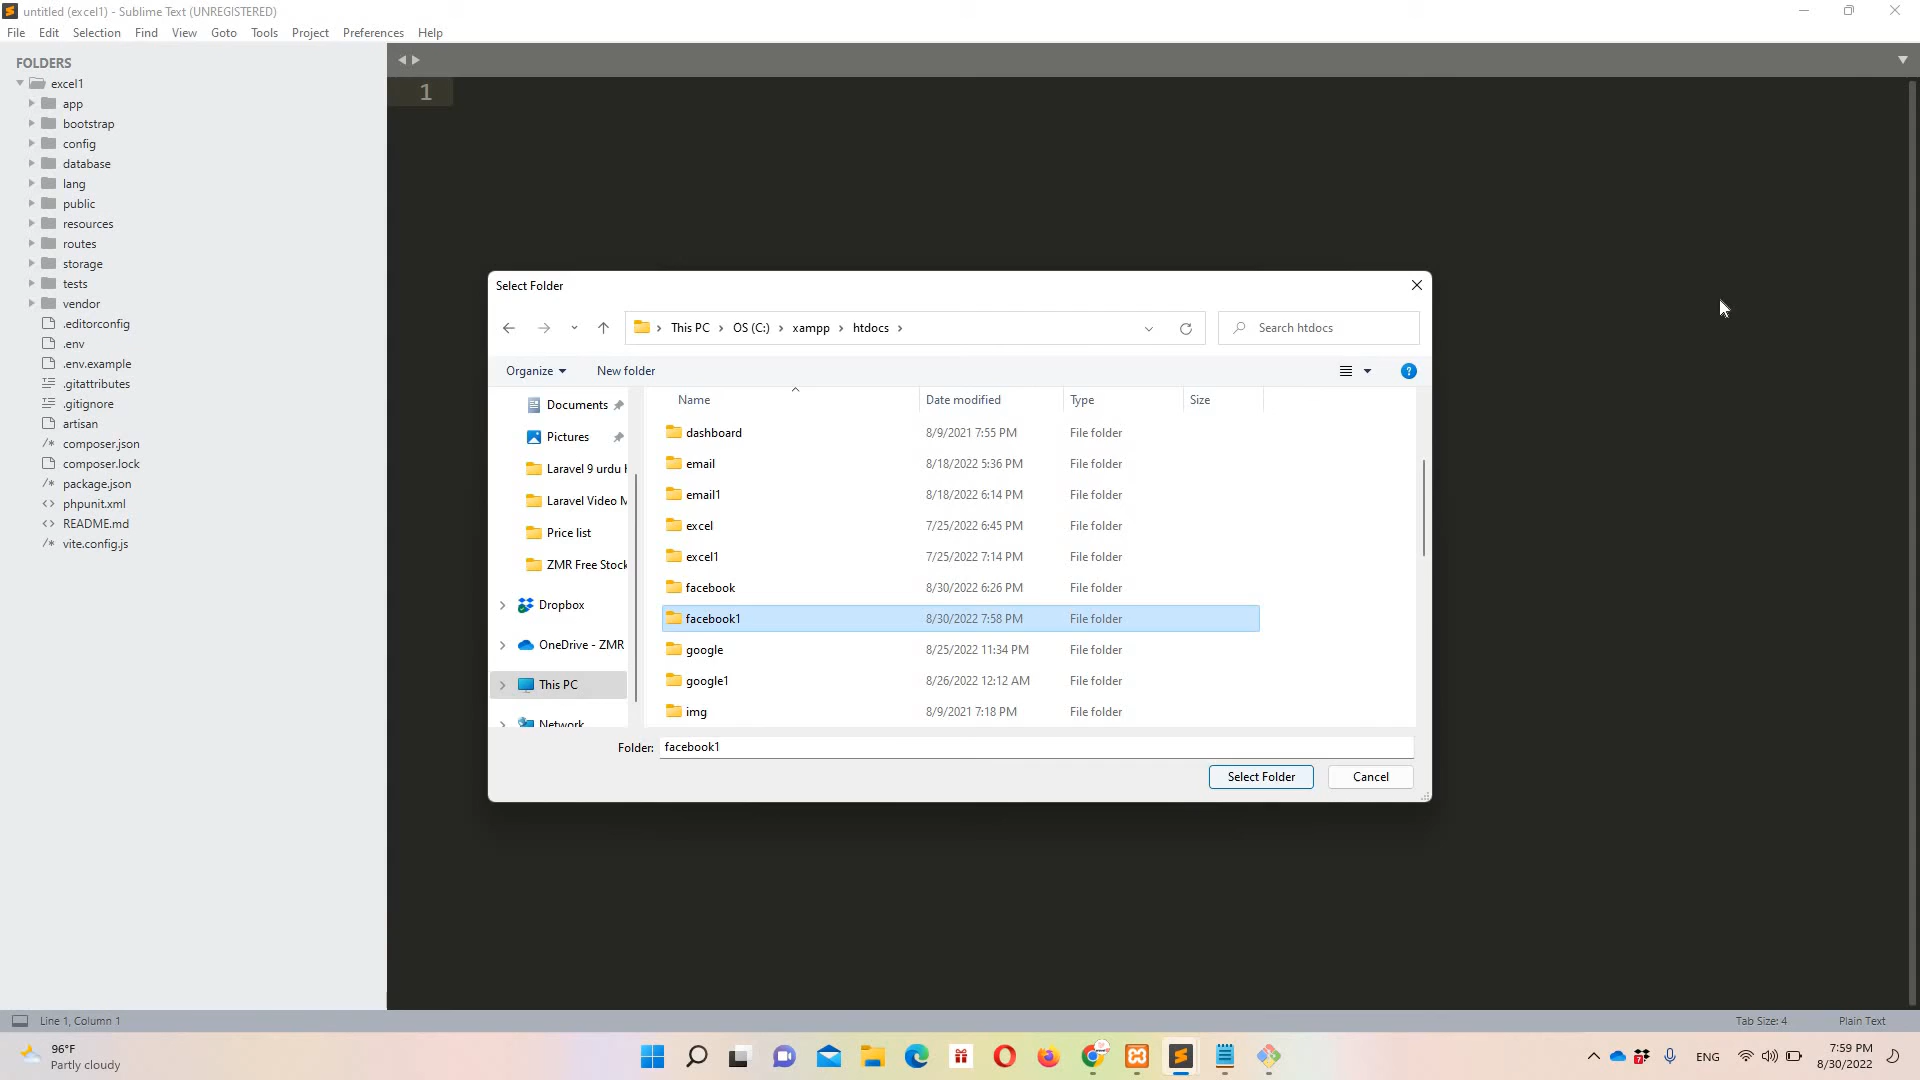 untitled (excel1) - Sublime Text (UNREGISTERED)
File Edit Selection Find View Goto Tools Project Preferences Help
FOLDERS
excel1
app
bootstrap
config
database
lang
public
resources
routes
storage
tests
vendor
.editorconfig
.env
.env.example
.gitattributes
.gitignore
artisan
composer.json
composer.lock
package.json
phpunit.xml
README.md
vite.config.js
1
Select Folder
This PC > OS (C:) > xampp > htdocs >
Search htdocs
Organize New folder
Documents
Pictures
Laravel 9 urdu
Laravel Video
Price list
ZMR Free Stock
Dropbox
OneDrive - ZMR
This PC
Network
Name Date modified Type Size
dashboard 8/9/2021 7:55 PM File folder
email 8/18/2022 5:36 PM File folder
email1 8/18/2022 6:14 PM File folder
excel 7/25/2022 6:45 PM File folder
excel1 7/25/2022 7:14 PM File folder
facebook 8/30/2022 6:26 PM File folder
facebook1 8/30/2022 7:58 PM File folder
google 8/25/2022 11:34 PM File folder
google1 8/26/2022 12:12 AM File folder
img 8/9/2021 7:18 PM File folder
Folder: facebook1
Select Folder Cancel
Line 1, Column 1
Tab Size: 4 Plain Text
96°F
Partly cloudy
ENG
7:59 PM
8/30/2022